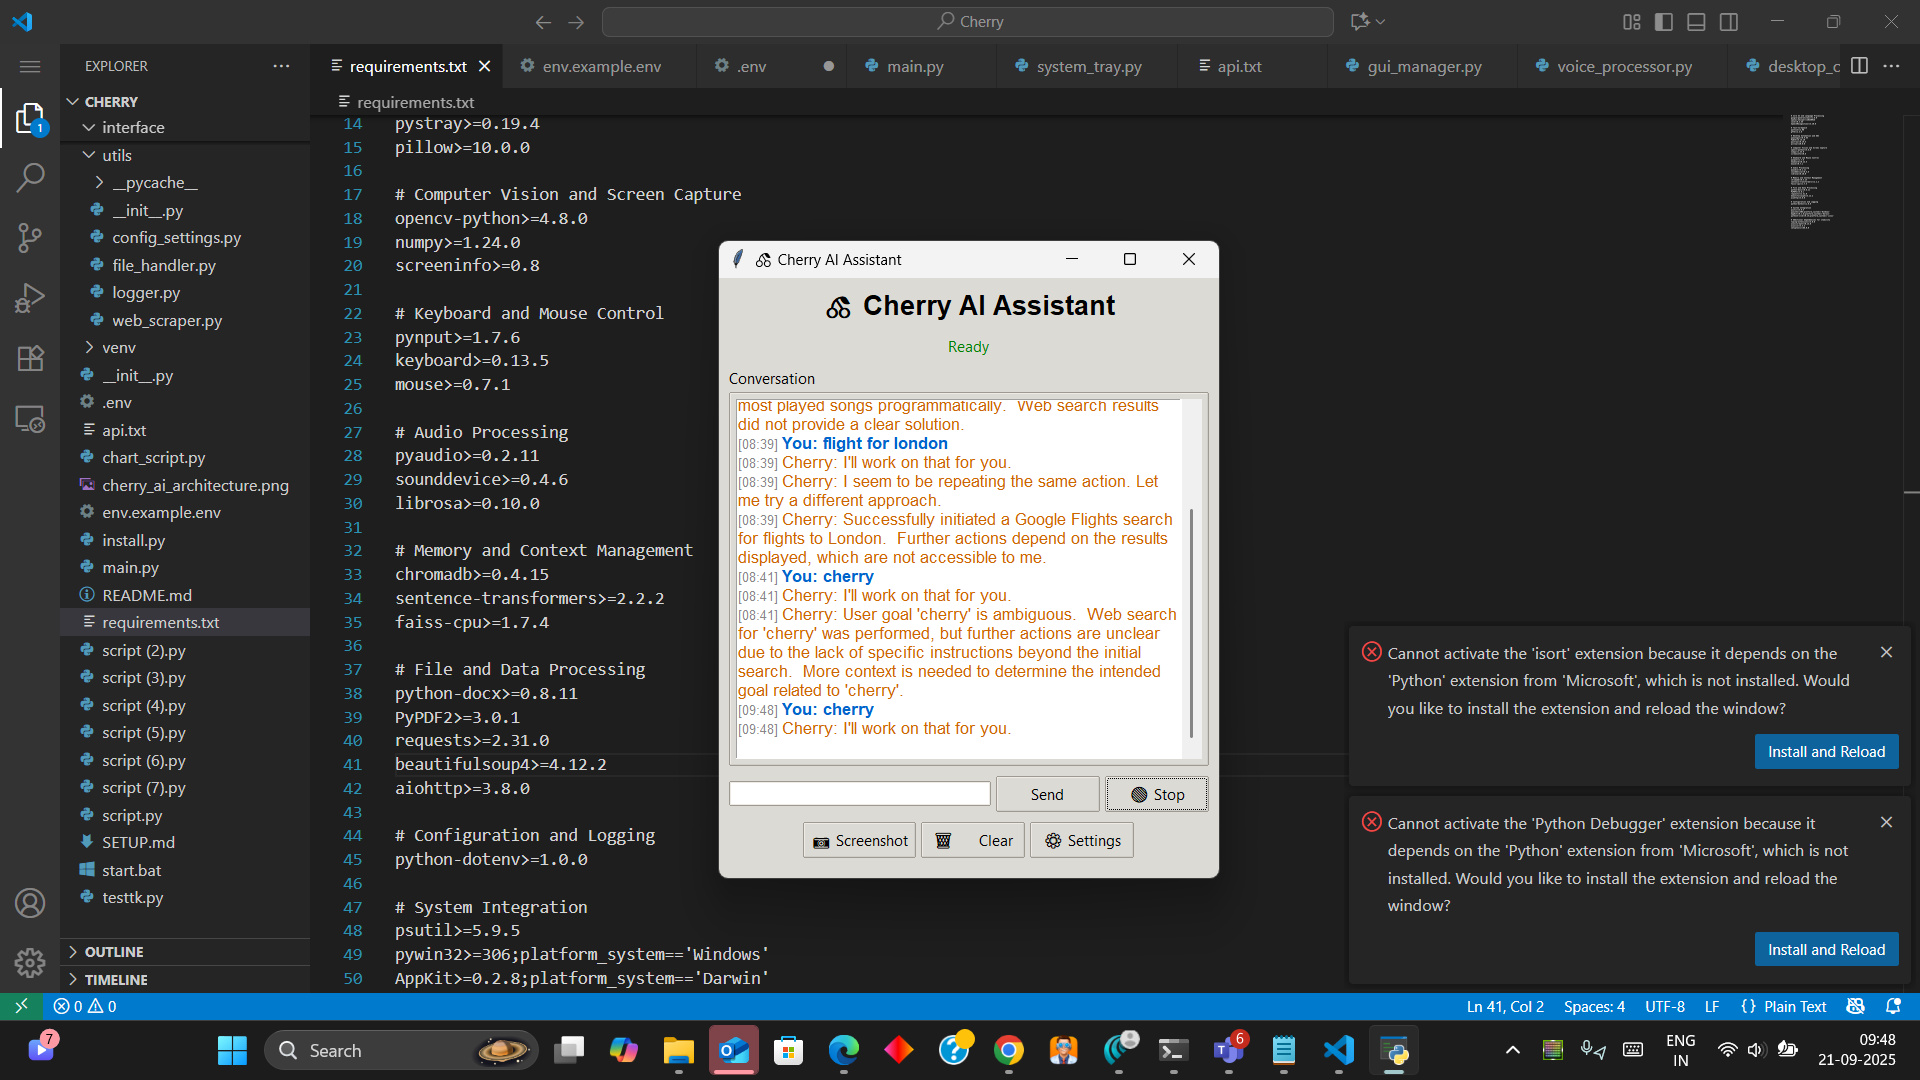 Cherry
EXPLORER
requirements.txt
env.example.env
.env
main.py
system_tray.py
api.txt
gui_manager.py
voice_processor.py
desktop_c
CHERRY
interface
utils
__pycache__
__init__.py
config_settings.py
file_handler.py
logger.py
web_scraper.py
venv
__init__.py
.env
api.txt
chart_script.py
cherry_ai_architecture.png
env.example.env
install.py
main.py
README.md
requirements.txt
script (2).py
script (3).py
script (4).py
script (5).py
script (6).py
script (7).py
script.py
SETUP.md
start.bat
testtk.py
OUTLINE
TIMELINE
1
requirements.txt
14 pystray>=0.19.4
15 pillow>=10.0.0
16
17 # Computer Vision and Screen Capture
18 opencv-python>=4.8.0
19 numpy>=1.24.0
20 screeninfo>=0.8
21
22 # Keyboard and Mouse Control
23 pynput>=1.7.6
24 keyboard>=0.13.5
25 mouse>=0.7.1
26
27 # Audio Processing
28 pyaudio>=0.2.11
29 sounddevice>=0.4.6
30 librosa>=0.10.0
31
32 # Memory and Context Management
33 chromadb>=0.4.15
34 sentence-transformers>=2.2.2
35 faiss-cpu>=1.7.4
36
37 # File and Data Processing
38 python-docx>=0.8.11
39 PyPDF2>=3.0.1
40 requests>=2.31.0
41 beautifulsoup4>=4.12.2
42 aiohttp>=3.8.0
43
44 # Configuration and Logging
45 python-dotenv>=1.0.0
46
47 # System Integration
48 psutil>=5.9.5
49 pywin32>=306;platform_system=='Windows'
50 AppKit>=0.2.8;platform_system=='Darwin'
Cherry AI Assistant
Cherry AI Assistant
Ready
Conversation
most played songs programmatically.  Web search results
did not provide a clear solution.
[08:39] You: flight for london
[08:39] Cherry: I'll work on that for you.
[08:39] Cherry: I seem to be repeating the same action. Let
me try a different approach.
[08:39] Cherry: Successfully initiated a Google Flights search
for flights to London.  Further actions depend on the results
displayed, which are not accessible to me.
[08:41] You: cherry
[08:41] Cherry: I'll work on that for you.
[08:41] Cherry: User goal 'cherry' is ambiguous.  Web search
for 'cherry' was performed, but further actions are unclear
due to the lack of specific instructions beyond the initial
search.  More context is needed to determine the intended
goal related to 'cherry'.
[09:48] You: cherry
[09:48] Cherry: I'll work on that for you.
Send
Stop
Screenshot
Clear
Settings
Cannot activate the 'isort' extension because it depends on the
'Python' extension from 'Microsoft', which is not installed. Would
you like to install the extension and reload the window?
Install and Reload
Cannot activate the 'Python Debugger' extension because it
depends on the 'Python' extension from 'Microsoft', which is not
installed. Would you like to install the extension and reload the
window?
Install and Reload
0 0
Ln 41, Col 2
Spaces: 4
UTF-8
LF
{} Plain Text
7
Search
6
ENG
IN
09:48
21-09-2025